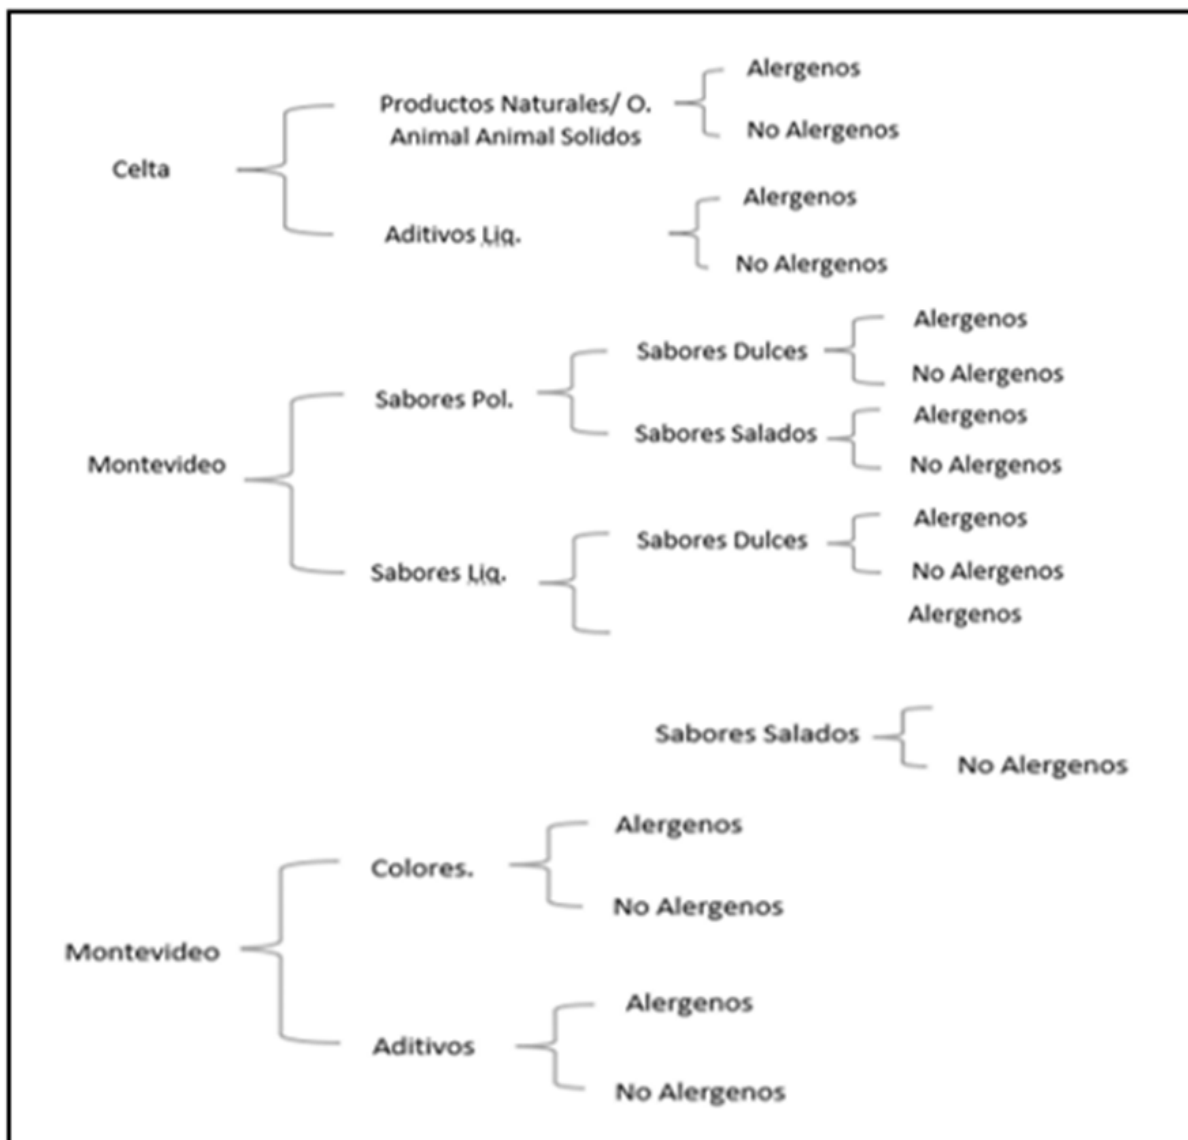 Alergenos
Productos Naturales/ O.
Animal Animal Solidos
No Alergenos
Celta
Alergenos
Aditivos Liq.
No Alergenos
Alergenos
Sabores Dulces
No Alergenos
Sabores Pol.
Alergenos
Sabores Salados
No Alergenos
Montevideo
Alergenos
Sabores Dulces
No Alergenos
Sabores Liq.
Alergenos
Sabores Salados
No Alergenos
Alergenos
Colores.
No Alergenos
Montevideo
Alergenos
Aditivos
No Alergenos